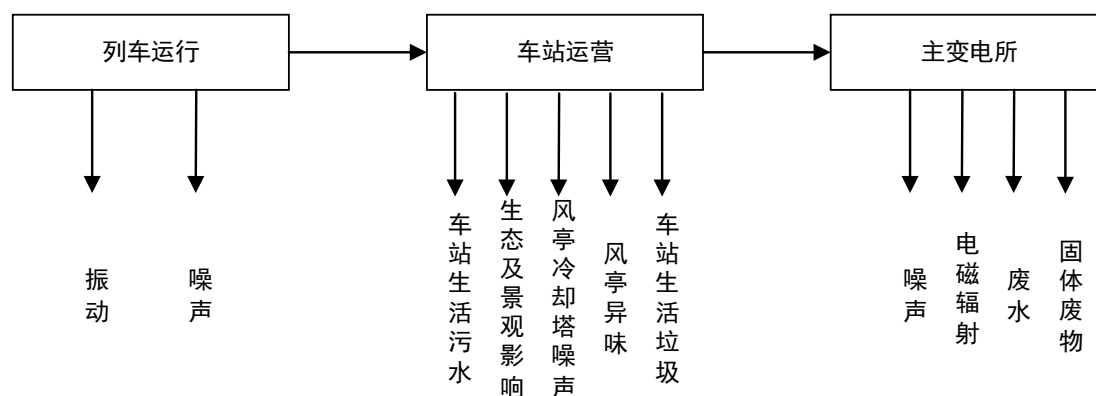 列车运行
车站运营
主变电所
振动
噪声
车站生活污水
生态及景观影响
风亭冷却塔噪声
风亭异味
车站生活垃圾
噪声
电磁辐射
废水
固体废物